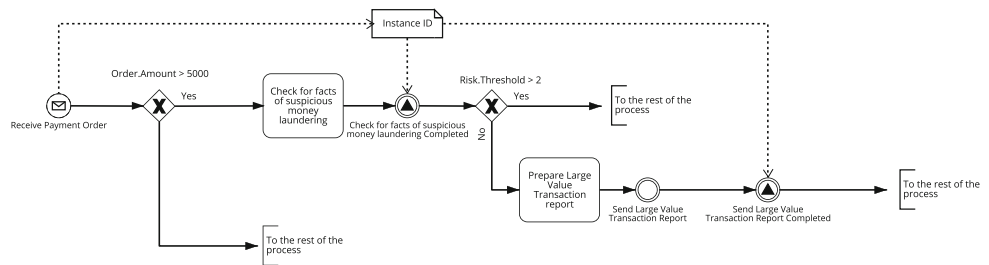 Instance ID
Order.Amount > 5000
Risk.Threshold > 2
Yes
Check for facts
of suspicious
money
laundering
Yes
To the rest of the
process
Receive Payment Order
Check for facts of suspicious
money laundering Completed
No
Prepare Large
Value
Transaction
report
To the rest of the
process
Send Large Value
Transaction Report
Send Large Value
Transaction Report Completed
To the rest of the
process